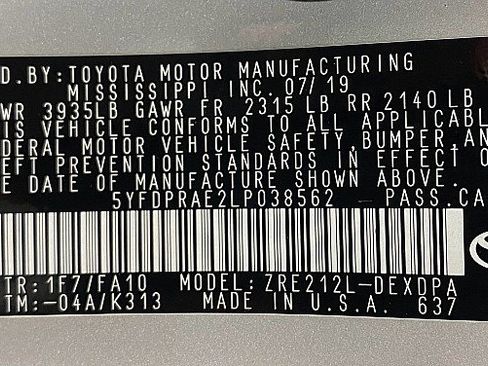 D.BY:TOYOTA MOTOR MANUFACTURING
MISSISSIPPI INC. 07/19
WR 3935LB GAWR FR 2315 LB RR 2140 LB
IS VEHICLE CONFORMS TO ALL APPLICABL
DERAL MOTOR VEHICLE SAFETY,BUMPER,AN
EFT PREVENTION STANDARDS IN EFFECT O
E DATE OF MANUFACTURE SHOWN ABOVE.
5YFDPRAE2LP038562 PASS.CA
TR:1F7/FA10 MODEL: ZRE212L-DEXDPA
TM:-04A/K313 MADE IN U.S.A. 637